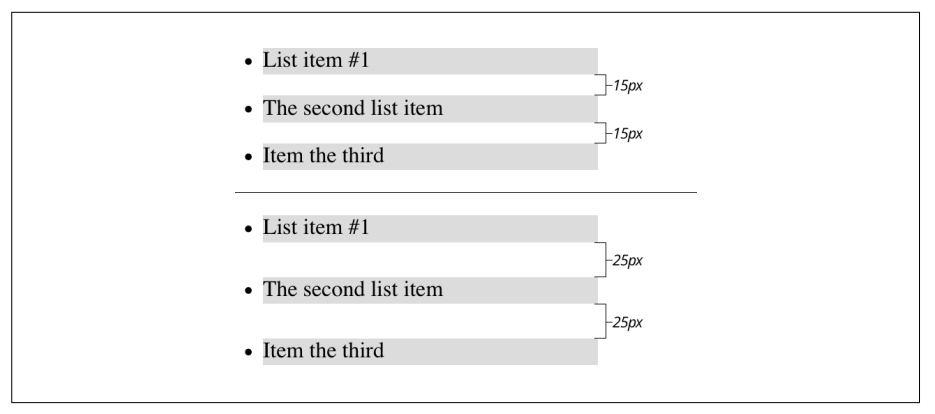 • List item #1
15px
• The second list item
15px
• Item the third
• List item #1
25px
• The second list item
25px
• Item the third